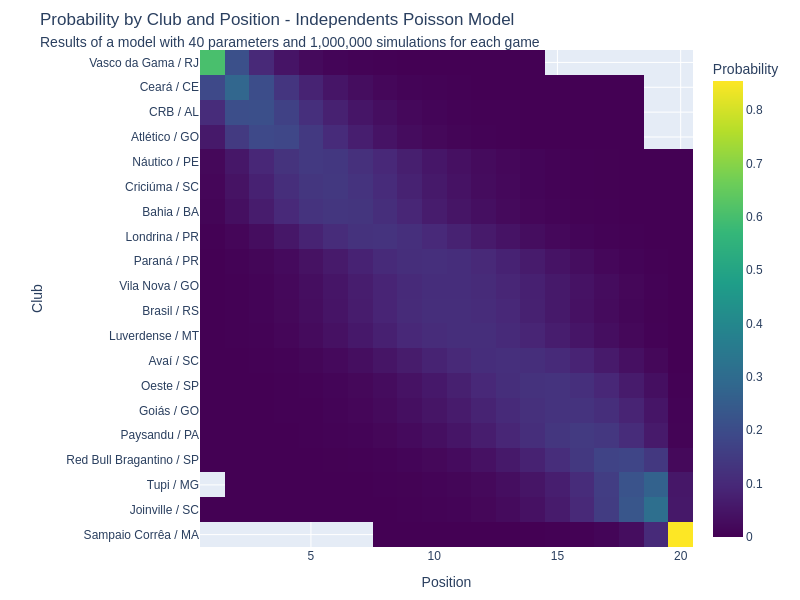 Probability by Club and Position - Independents Poisson Model
Results of a model with 40 parameters and 1,000,000 simulations for each game
Probability
Vasco da Gama / RJ
Ceará / CE
CRB / AL
Atlético / GO
Náutico / PE
Criciúma / SC
Bahia / BA
Londrina / PR
Paraná / PR
Vila Nova / GO
Brasil / RS
Luverdense / MT
Avaí / SC
Oeste / SP
Goiás / GO
Paysandu / PA
Red Bull Bragantino / SP
Tupi / MG
Joinville / SC
Sampaio Corrêa / MA
Club
5 10 15 20
Position
0.8
0.7
0.6
0.5
0.4
0.3
0.2
0.1
0